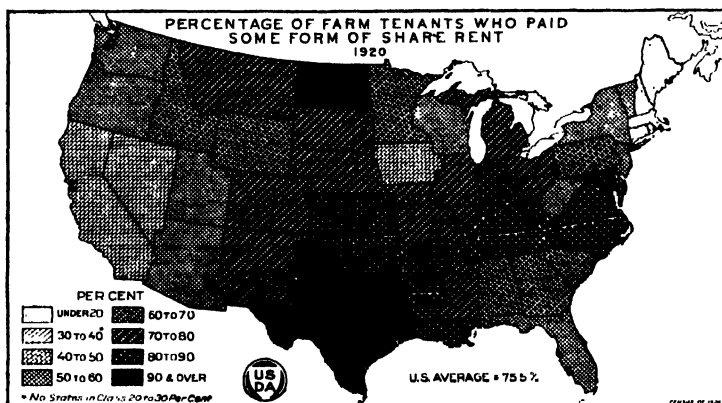 PERCENTAGE OF FARM TENANTS WHO PAID
SOME FORM OF SHARE RENT
1920
PER CENT
UNDER 20
30 TO 40*
40 TO 50
50 TO 60
60 TO 70
70 TO 80
80 TO 90
90 & OVER
* No States in Class 20 to 30 Per Cent
US
DA
U.S. AVERAGE = 75.5 %
CENSUS OF